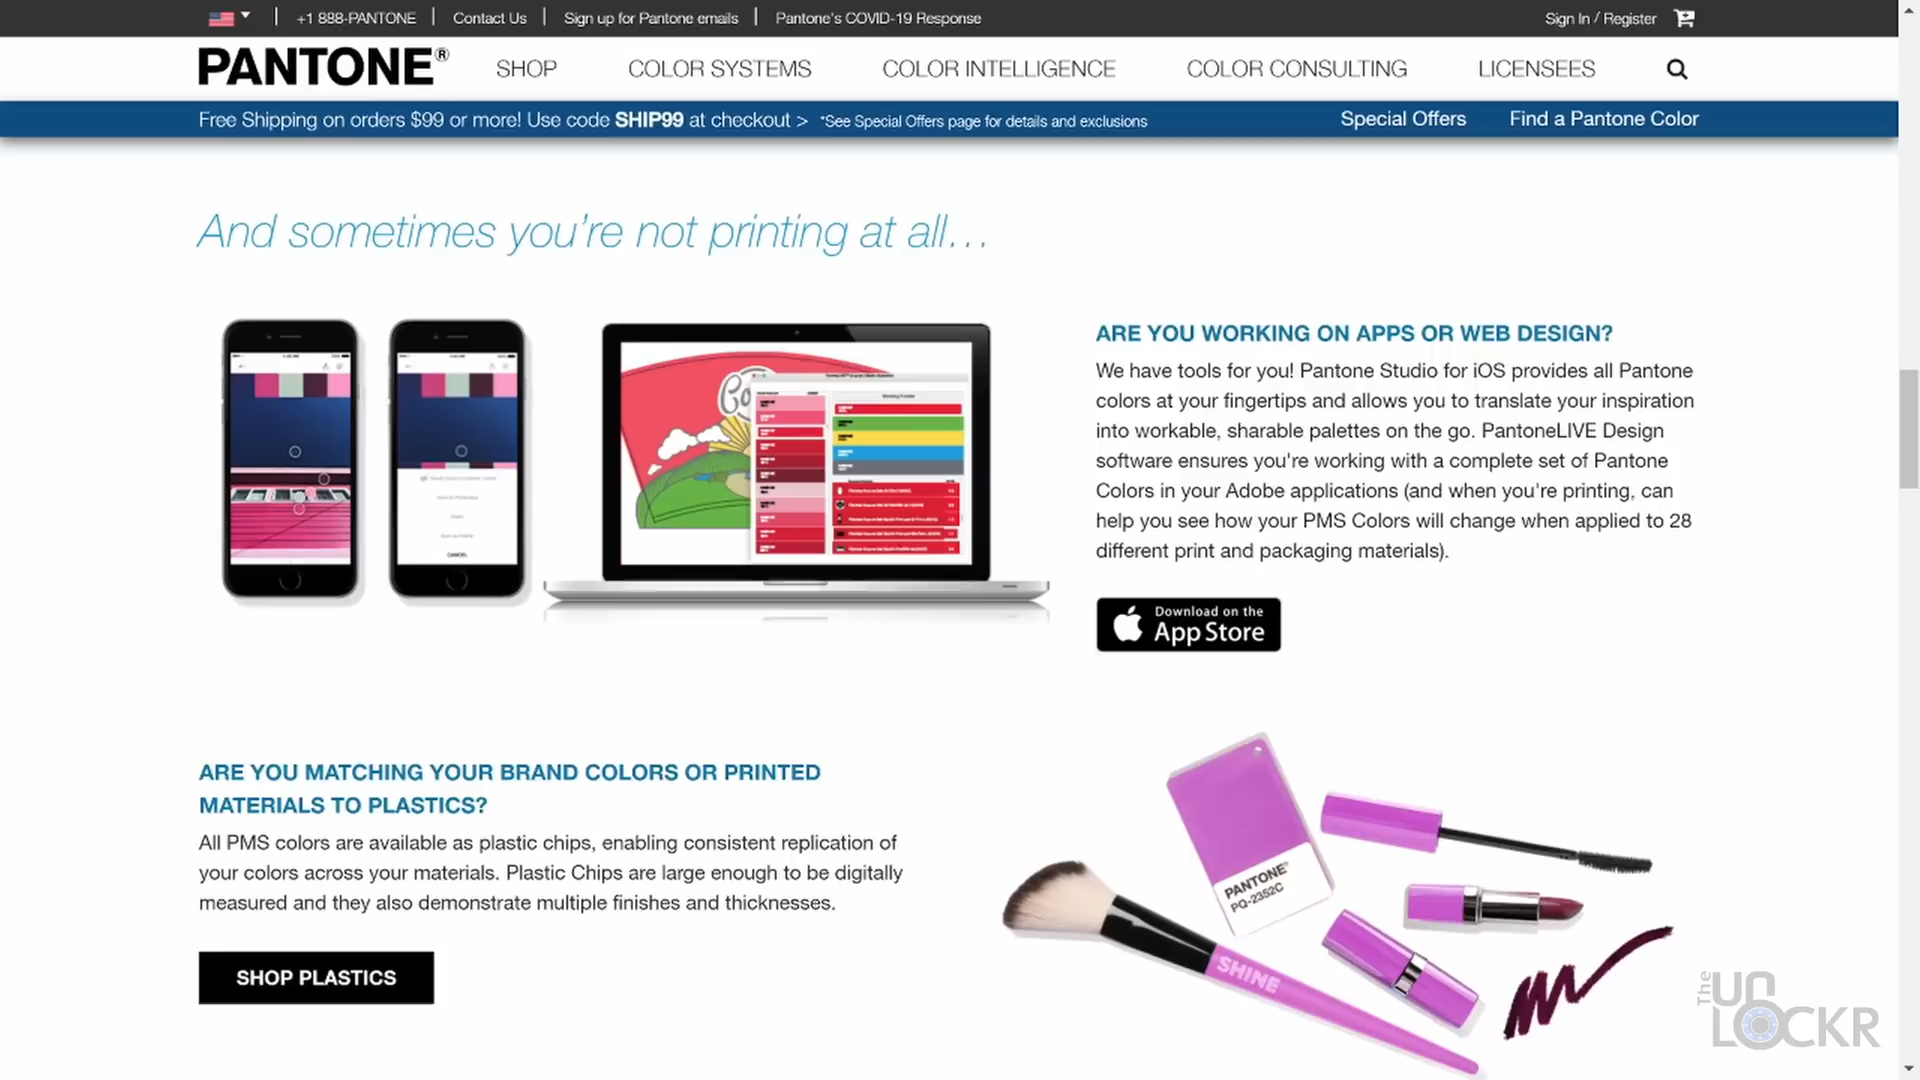 +1 888-PANTONE | Contact Us | Sign up for Pantone emails | Pantone's COVID-19 Response
Sign In / Register
PANTONE®
SHOP
COLOR SYSTEMS
COLOR INTELLIGENCE
COLOR CONSULTING
LICENSEES
Free Shipping on orders $99 or more! Use code SHIP99 at checkout > *See Special Offers page for details and exclusions
Special Offers
Find a Pantone Color
And sometimes you're not printing at all...
CANCEL
Co
ARE YOU WORKING ON APPS OR WEB DESIGN?
We have tools for you! Pantone Studio for iOS provides all Pantone
colors at your fingertips and allows you to translate your inspiration
into workable, sharable palettes on the go. PantoneLIVE Design
software ensures you're working with a complete set of Pantone
Colors in your Adobe applications (and when you're printing, can
help you see how your PMS Colors will change when applied to 28
different print and packaging materials).
Download on the
App Store
ARE YOU MATCHING YOUR BRAND COLORS OR PRINTED
MATERIALS TO PLASTICS?
All PMS colors are available as plastic chips, enabling consistent replication of
your colors across your materials. Plastic Chips are large enough to be digitally
measured and they also demonstrate multiple finishes and thicknesses.
SHOP PLASTICS
PANTONE®
PQ-2352C
SHINE
The
UN
LOCKR